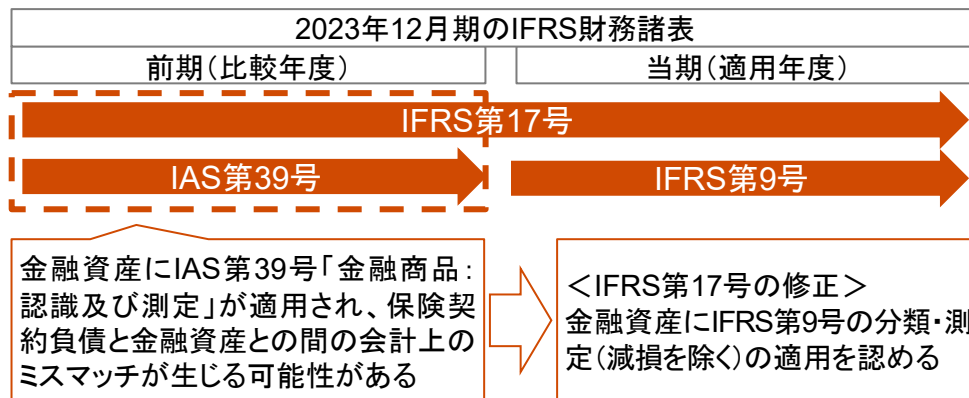 2023年12月期のIFRS財務諸表
前期（比較年度）
当期（適用年度）
IFRS第17号
IAS第39号
IFRS第9号
金融資産にIAS第39号「金融商品：
認識及び測定」が適用され、保険契
約負債と金融資産との間の会計上の
ミスマッチが生じる可能性がある
＜IFRS第17号の修正＞
金融資産にIFRS第9号の分類・測
定（減損を除く）の適用を認める